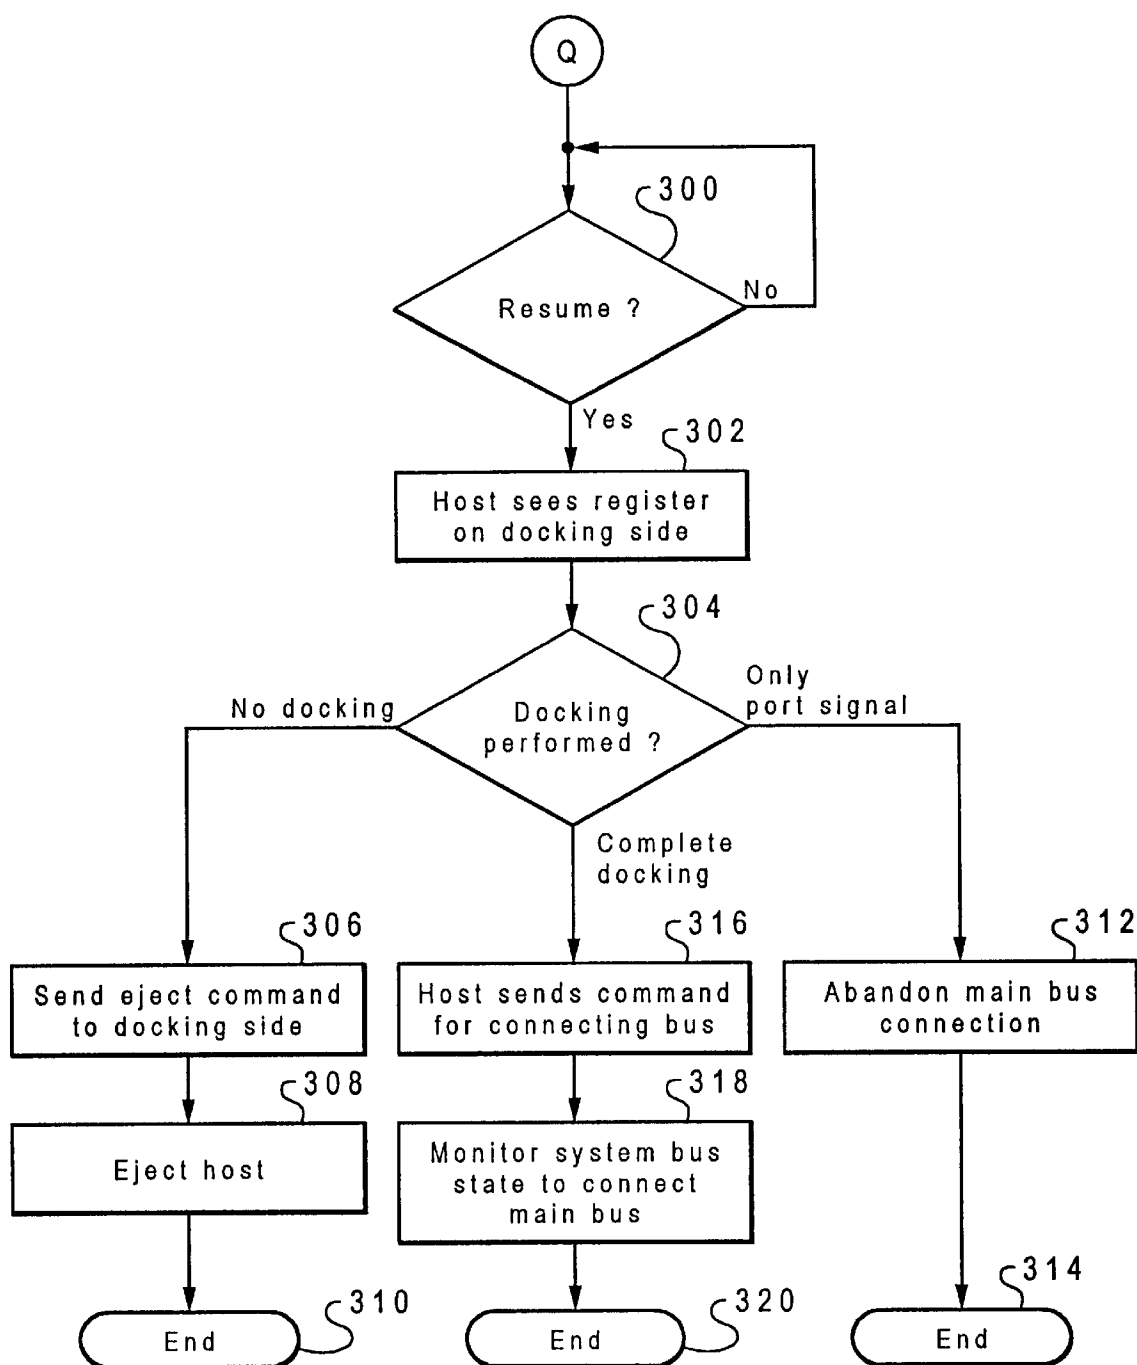 Q
300
Resume ?
No
Yes
302
Host sees register
on docking side
304
No docking
Docking
performed ?
Only
port signal
Complete
docking
306
Send eject command
to docking side
316
Host sends command
for connecting bus
312
Abandon main bus
connection
308
Eject host
318
Monitor system bus
state to connect
main bus
310
End
320
End
314
End